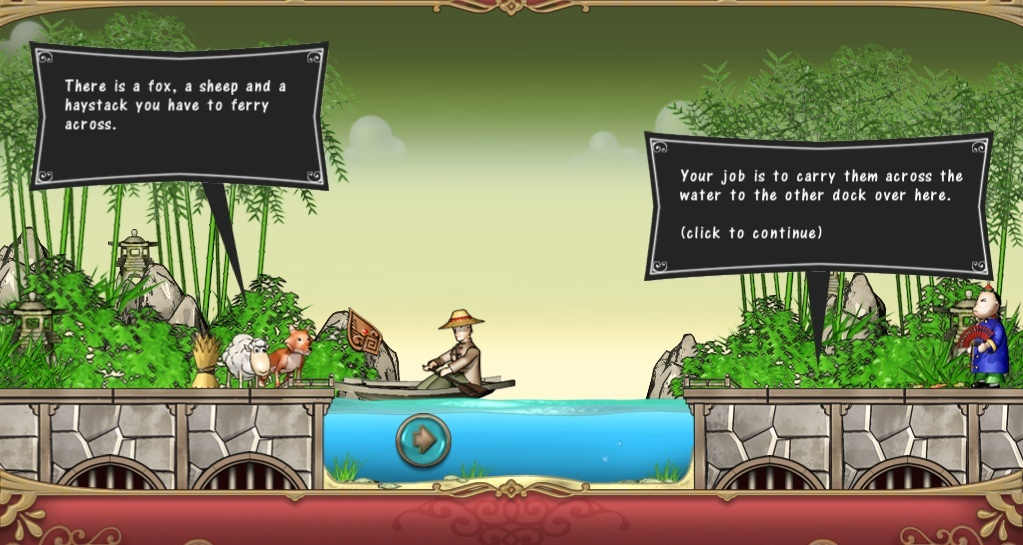 There is a fox, a sheep and a
haystack you have to ferry
across.
Your job is to carry them across the
water to the other dock over here.
(click to continue)